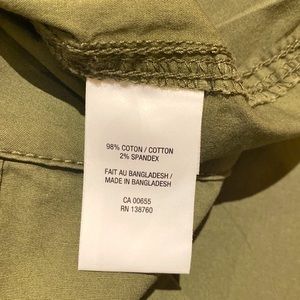 98% COTON / COTTON
2% SPANDEX
FAIT AU BANGLADESH /
MADE IN BANGLADESH
CA 00655
RN 138760